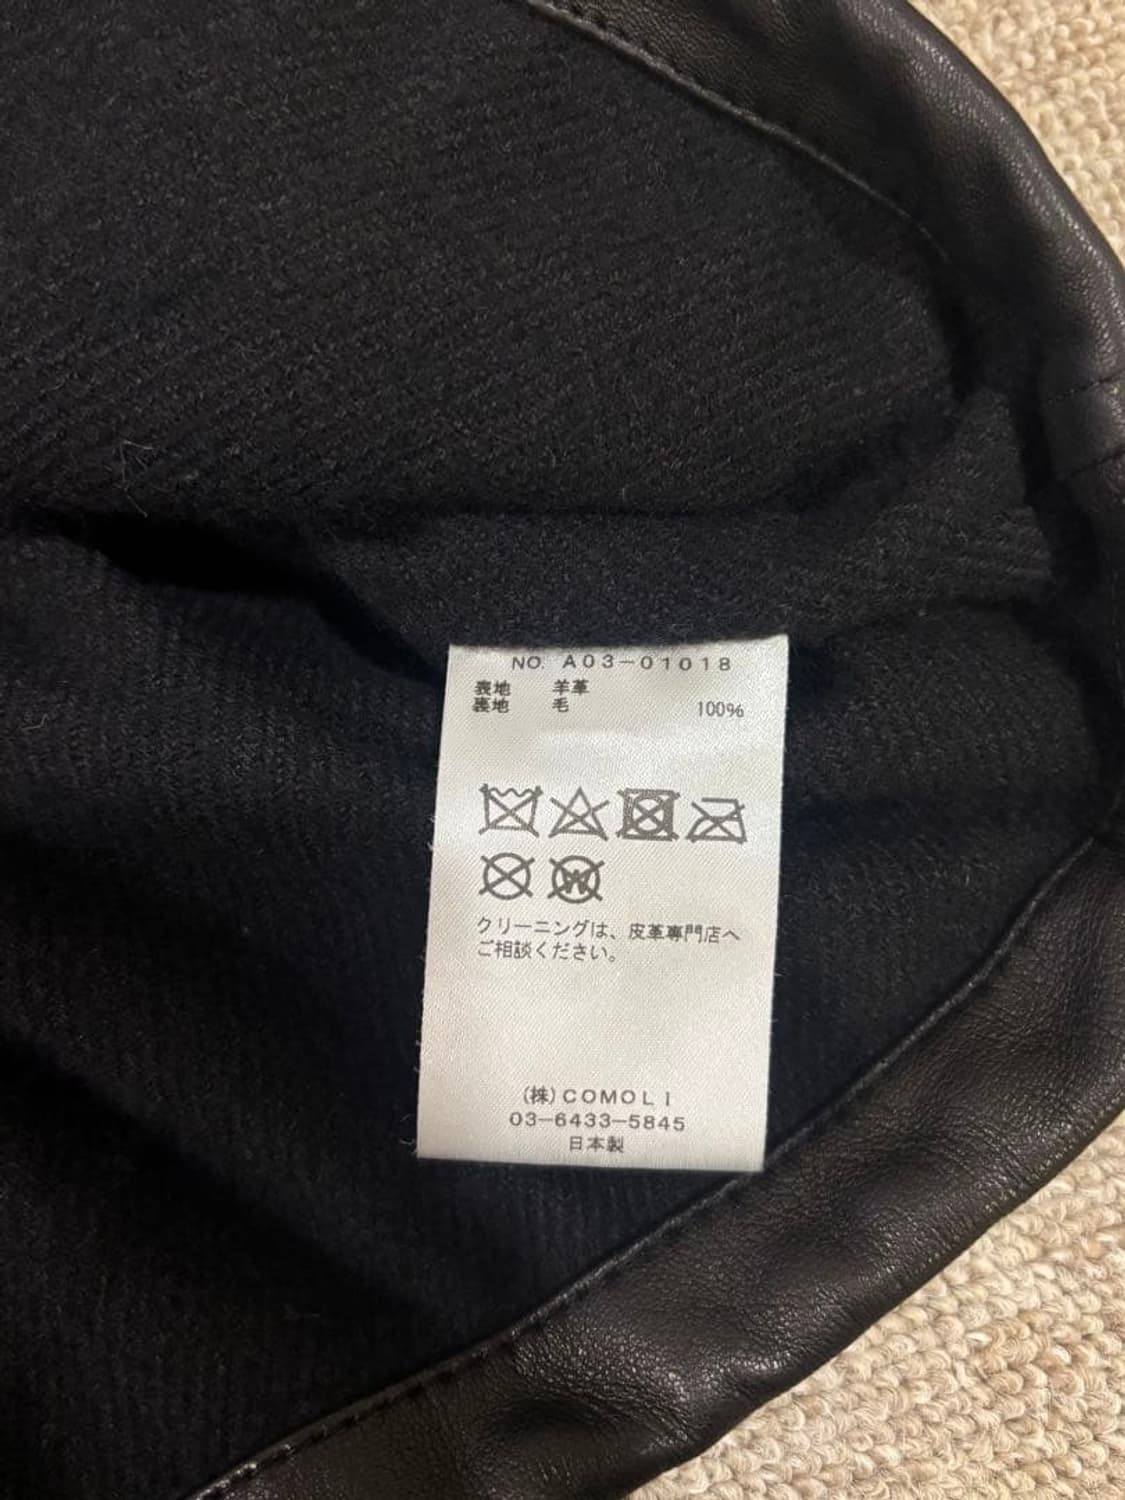 NO. A03-01018
表地 羊革
裏地 毛 100%
W
クリーニングは、皮革専門店へ
ご相談ください。
(株)COMOLI
03-6433-5845
日本製